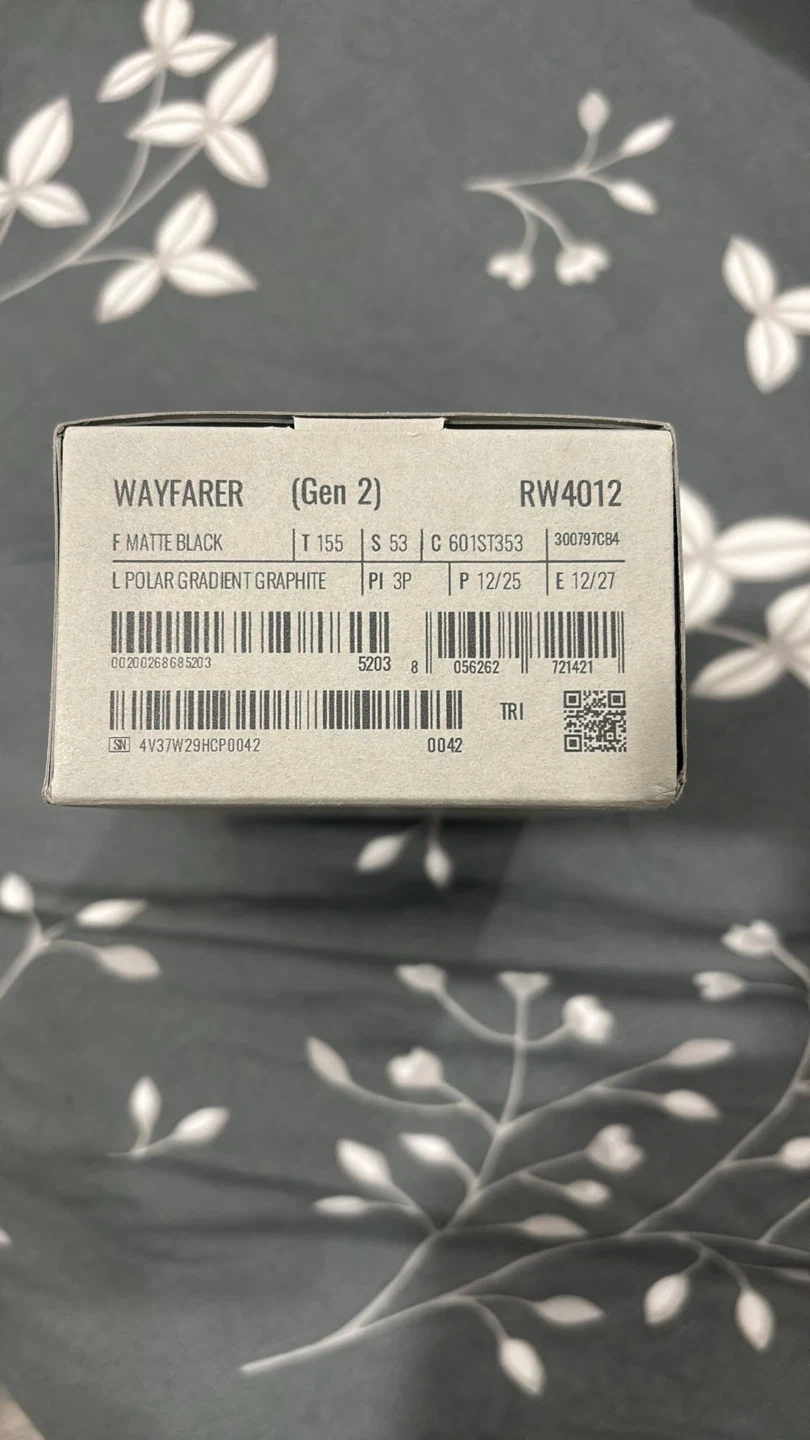 WAYFARER (Gen 2) RW4012
F MATTE BLACK T 155 S 53 C 601ST353 300797CB4
L POLAR GRADIENT GRAPHITE PI 3P P 12/25 E 12/27
00200268685203 5203 8 056262 721421
TRI
SN 4V37W29HCP0042 0042